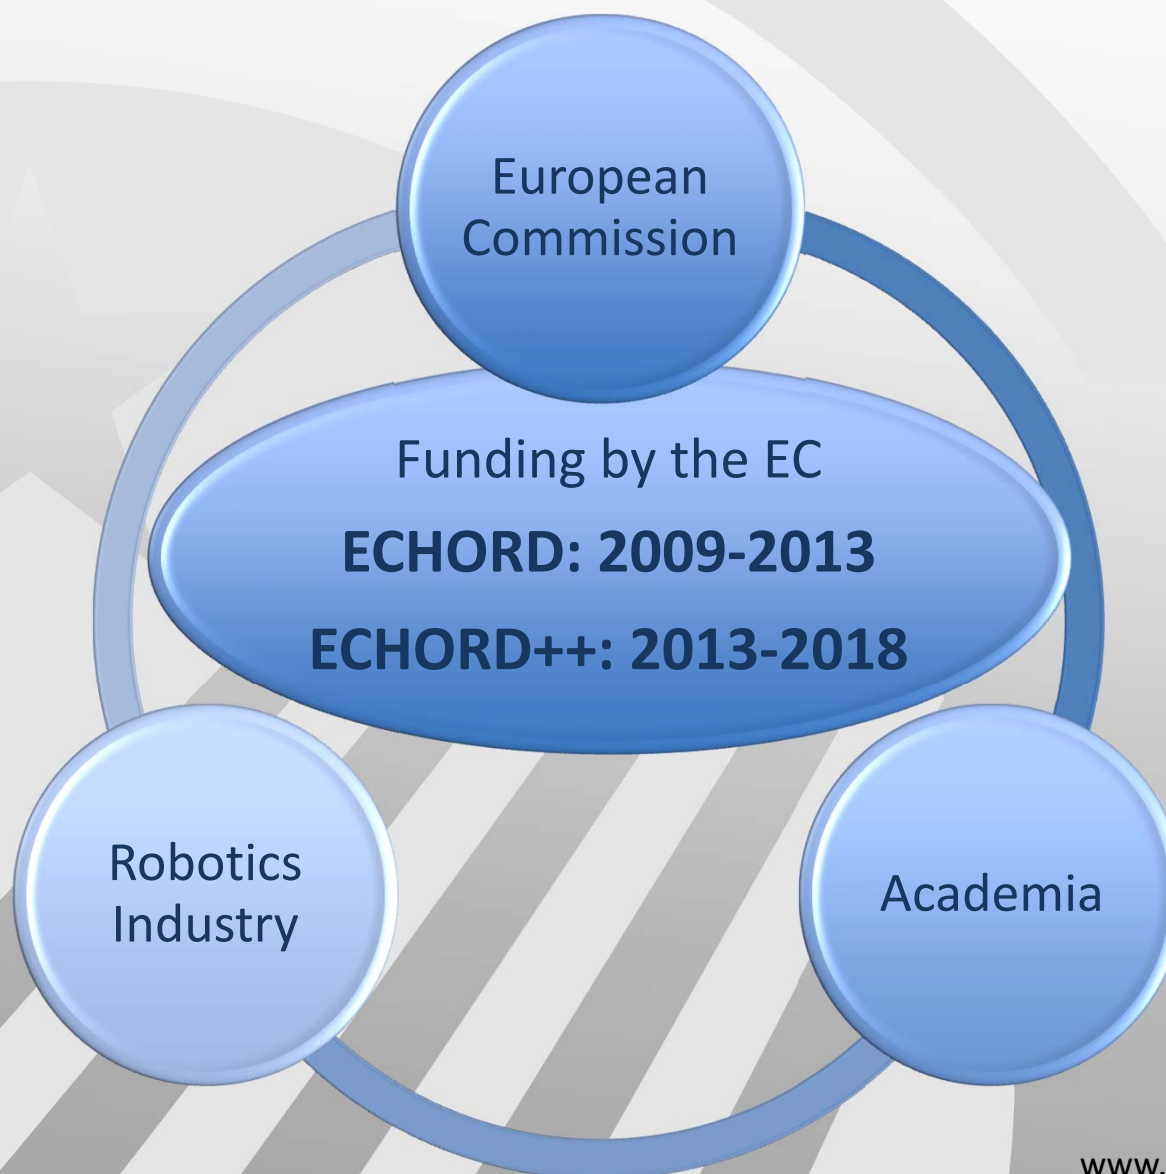 European
Commission
Funding by the EC
ECHORD: 2009-2013
ECHORD++: 2013-2018
Robotics
Industry
Academia
www.